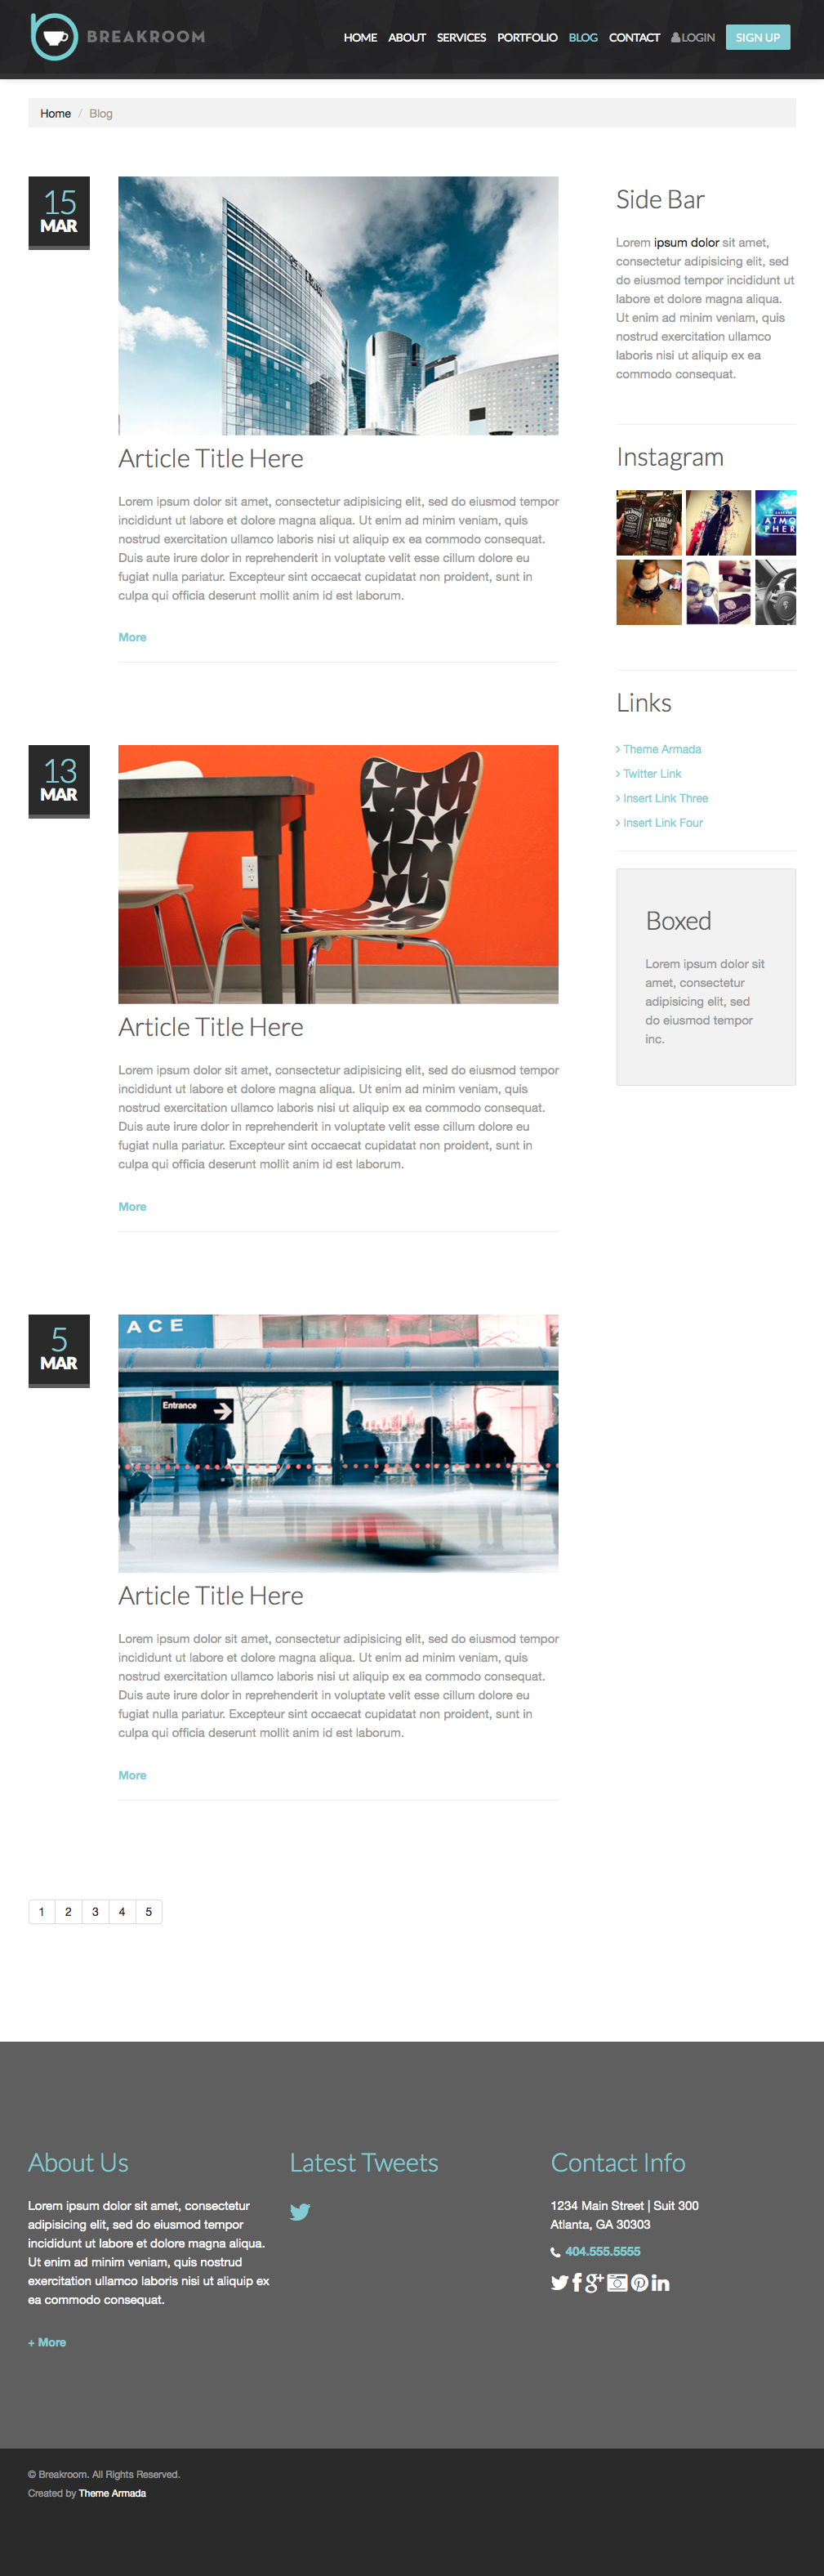 BREAKROOM
HOME ABOUT SERVICES PORTFOLIO BLOG CONTACT LOGIN SIGN UP
Home / Blog
15
MAR
Article Title Here
Lorem ipsum dolor sit amet, consectetur adipisicing elit, sed do eiusmod tempor
incididunt ut labore et dolore magna aliqua. Ut enim ad minim veniam, quis
nostrud exercitation ullamco laboris nisi ut aliquip ex ea commodo consequat.
Duis aute irure dolor in reprehenderit in voluptate velit esse cillum dolore eu
fugiat nulla pariatur. Excepteur sint occaecat cupidatat non proident, sunt in
culpa qui officia deserunt mollit anim id est laborum.
More
13
MAR
Article Title Here
Lorem ipsum dolor sit amet, consectetur adipisicing elit, sed do eiusmod tempor
incididunt ut labore et dolore magna aliqua. Ut enim ad minim veniam, quis
nostrud exercitation ullamco laboris nisi ut aliquip ex ea commodo consequat.
Duis aute irure dolor in reprehenderit in voluptate velit esse cillum dolore eu
fugiat nulla pariatur. Excepteur sint occaecat cupidatat non proident, sunt in
culpa qui officia deserunt mollit anim id est laborum.
More
5
MAR
ACE
Entrance
Article Title Here
Lorem ipsum dolor sit amet, consectetur adipisicing elit, sed do eiusmod tempor
incididunt ut labore et dolore magna aliqua. Ut enim ad minim veniam, quis
nostrud exercitation ullamco laboris nisi ut aliquip ex ea commodo consequat.
Duis aute irure dolor in reprehenderit in voluptate velit esse cillum dolore eu
fugiat nulla pariatur. Excepteur sint occaecat cupidatat non proident, sunt in
culpa qui officia deserunt mollit anim id est laborum.
More
1 2 3 4 5
Side Bar
Lorem ipsum dolor sit amet,
consectetur adipisicing elit, sed
do eiusmod tempor incididunt ut
labore et dolore magna aliqua.
Ut enim ad minim veniam, quis
nostrud exercitation ullamco
laboris nisi ut aliquip ex ea
commodo consequat.
Instagram
ATMO
PHER
Links
Theme Armada
Twitter Link
Insert Link Three
Insert Link Four
Boxed
Lorem ipsum dolor sit
amet, consectetur
adipisicing elit, sed
do eiusmod tempor
inc.
About Us
Lorem ipsum dolor sit amet, consectetur
adipisicing elit, sed do eiusmod tempor
incididunt ut labore et dolore magna aliqua.
Ut enim ad minim veniam, quis nostrud
exercitation ullamco laboris nisi ut aliquip ex
ea commodo consequat.
+ More
Latest Tweets
Contact Info
1234 Main Street | Suit 300
Atlanta, GA 30303
404.555.5555
© Breakroom. All Rights Reserved.
Created by Theme Armada